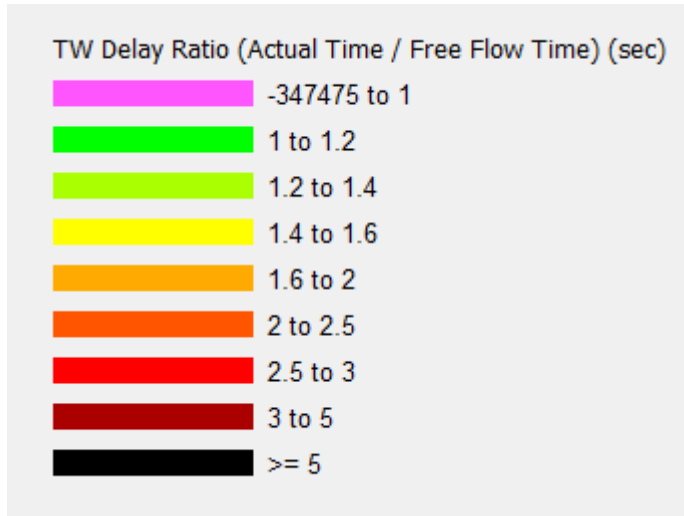 TW Delay Ratio (Actual Time / Free Flow Time) (sec)
-347475 to 1
1 to 1.2
1.2 to 1.4
1.4 to 1.6
1.6 to 2
2 to 2.5
2.5 to 3
3 to 5
>= 5